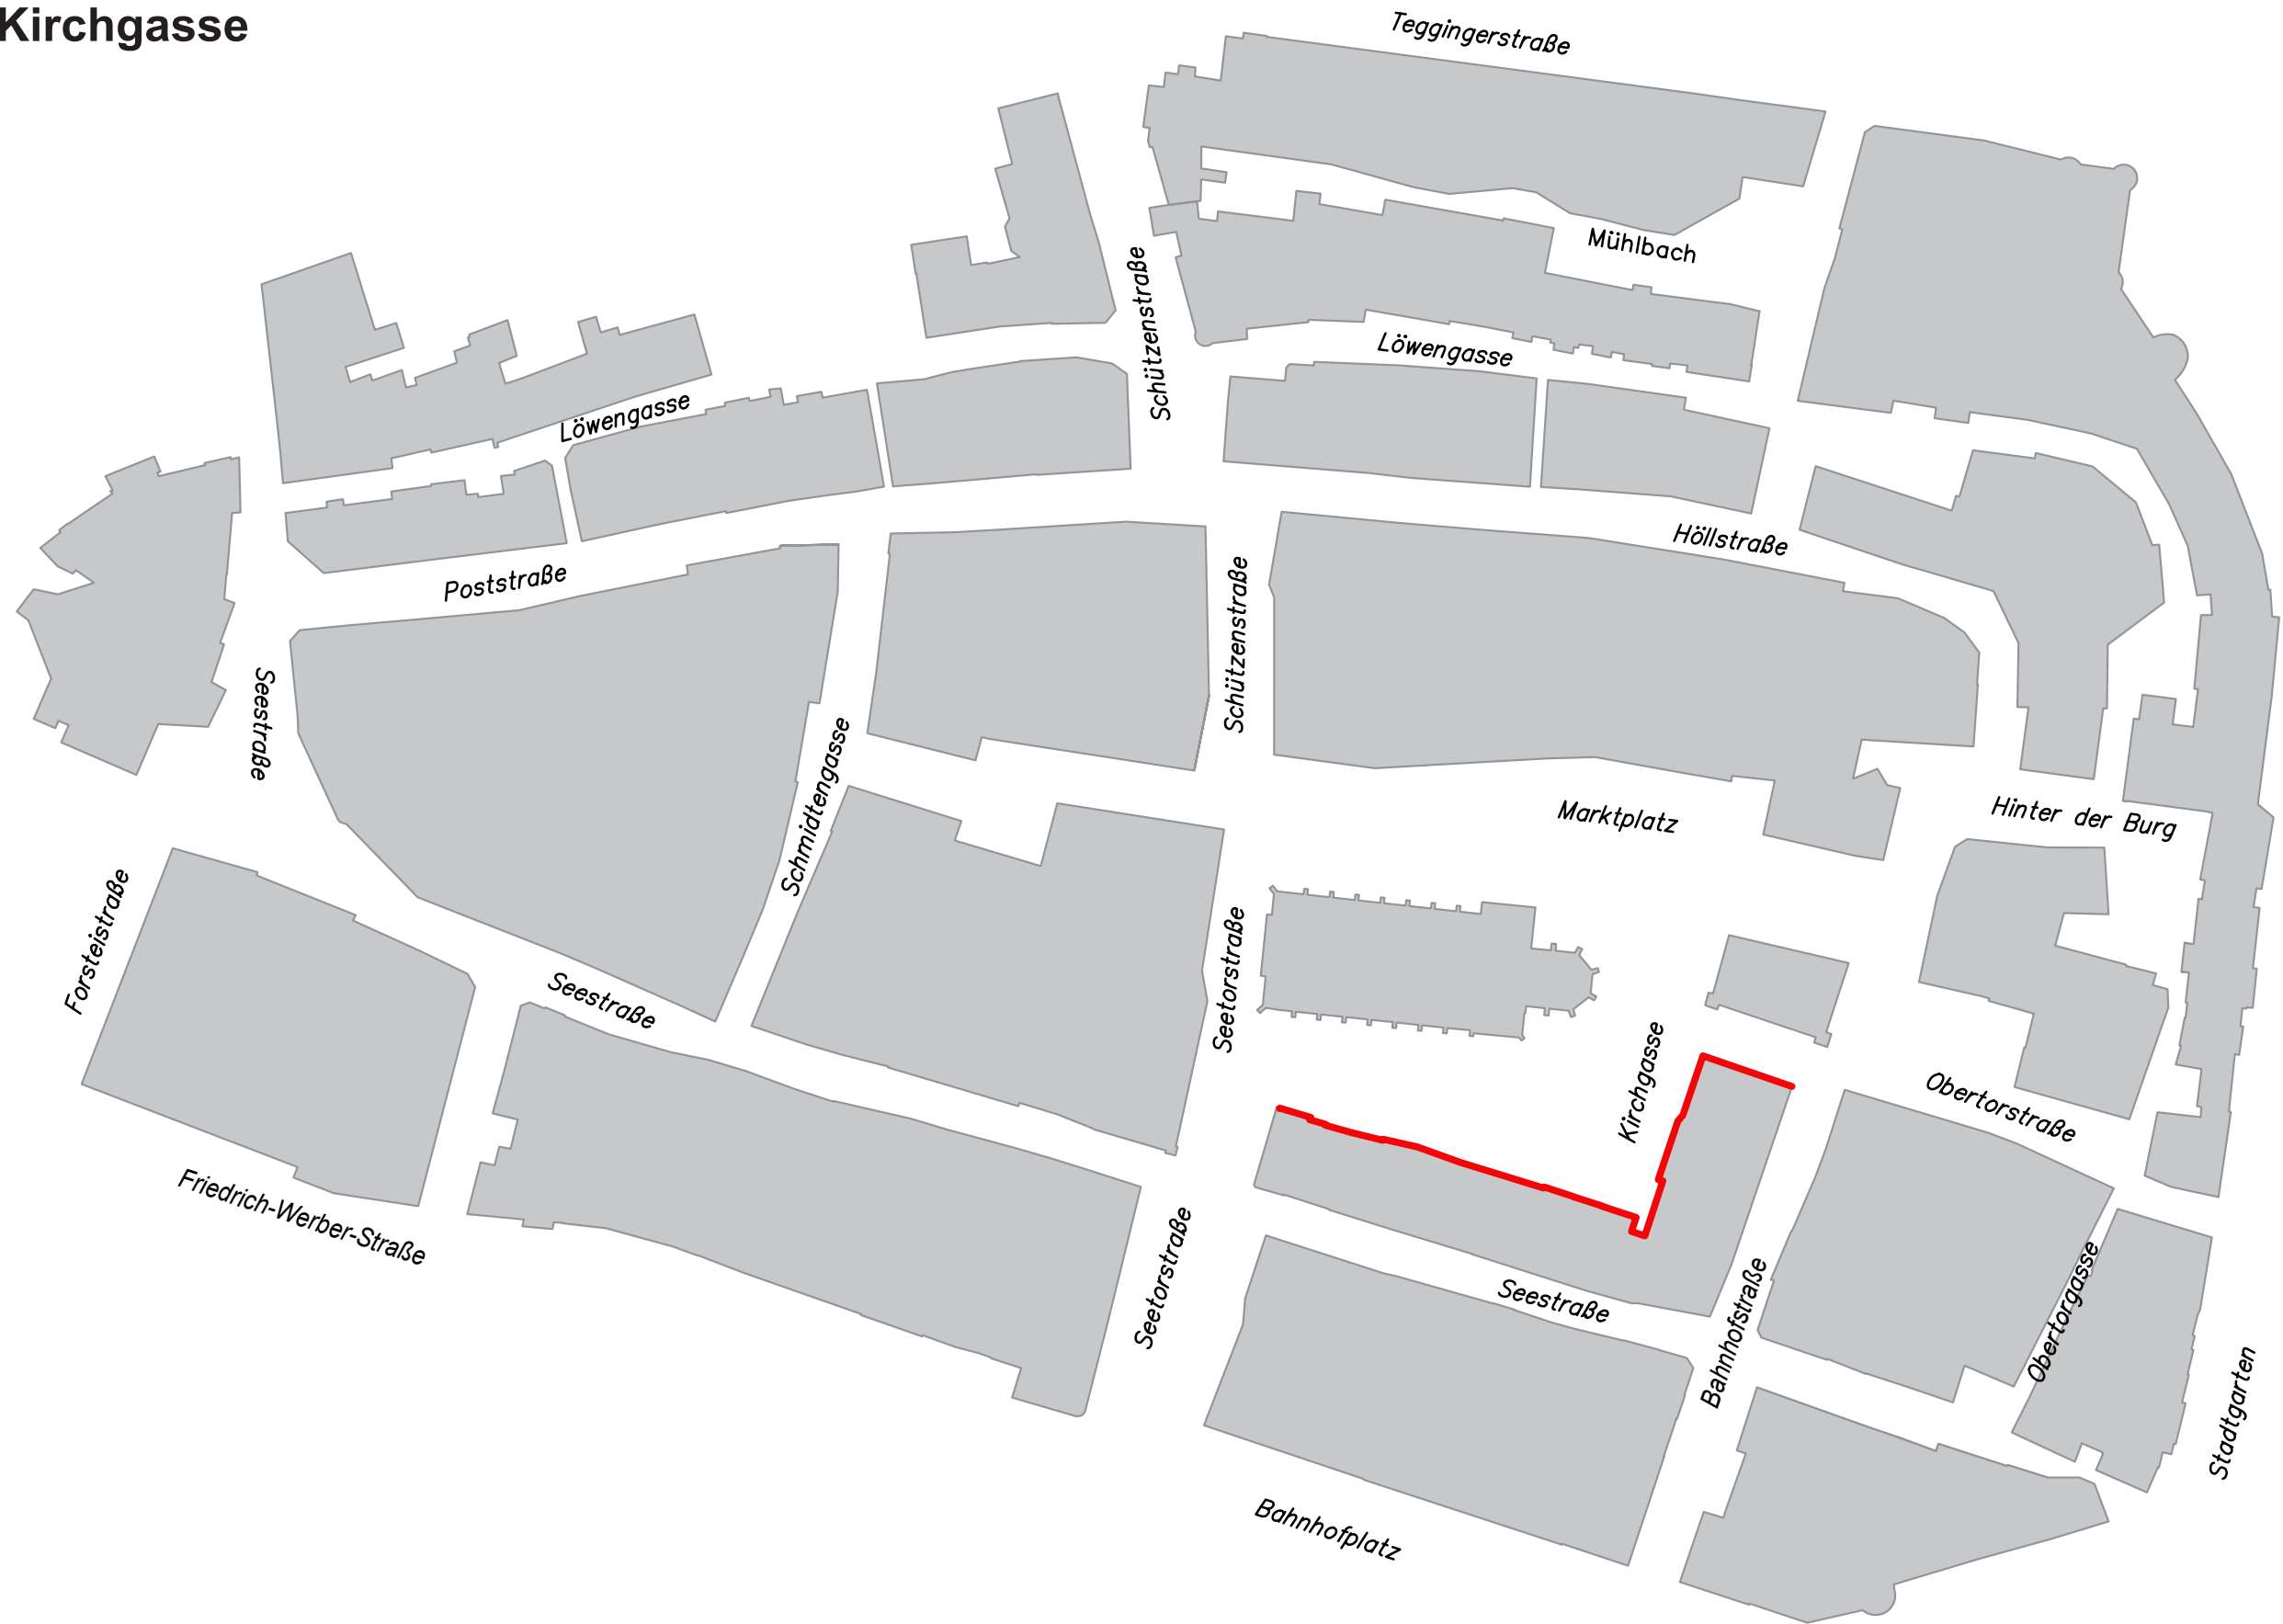 Kirchgasse
Teggingerstraße
Mühlbach
Schützenstraße
Löwengasse
Löwengasse
Höllstraße
Poststraße
Schützenstraße
Seestraße
Schmidtengasse
Marktplatz
Hinter der Burg
Forsteistraße
Seestraße
Seetorstraße
Kirchgasse
Obertorstraße
Friedrich-Werber-Straße
Seetorstraße
Seestraße
Bahnhofstraße
Obertorgasse
Stadtgarten
Bahnhofplatz